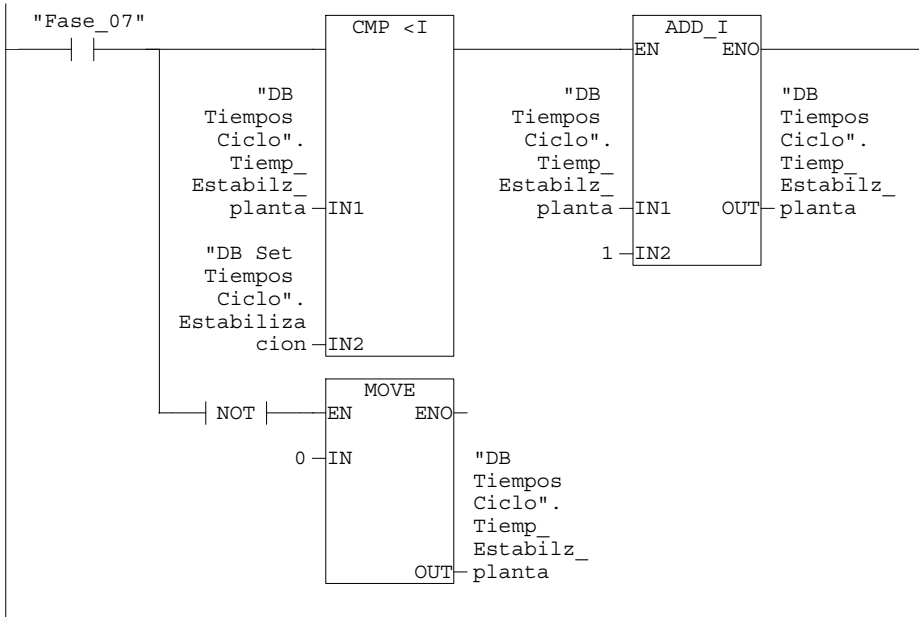 "Fase_07"
CMP <I
ADD_I
EN ENO
"DB
Tiempos
Ciclo".
Tiemp_
Estabilz_
planta
IN1
"DB Set
Tiempos
Ciclo".
Estabiliza
cion
IN2
"DB
Tiempos
Ciclo".
Tiemp_
Estabilz_
planta
IN1
1
IN2
OUT
"DB
Tiempos
Ciclo".
Tiemp_
Estabilz_
planta
NOT
MOVE
EN ENO
0
IN
OUT
"DB
Tiempos
Ciclo".
Tiemp_
Estabilz_
planta